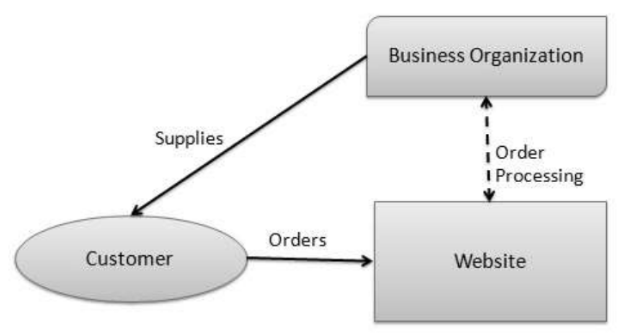 Business Organization
Supplies
Order
Processing
Customer
Orders
Website